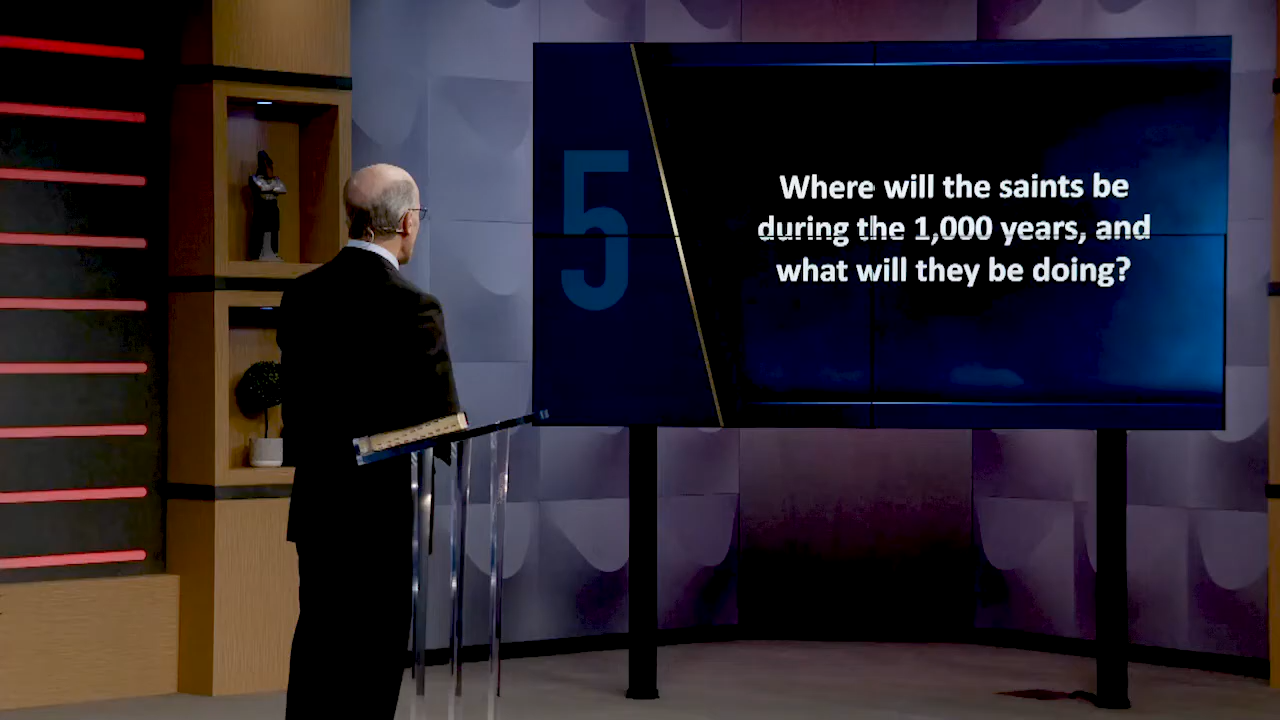 5
Where will the saints be
during the 1,000 years, and
what will they be doing?